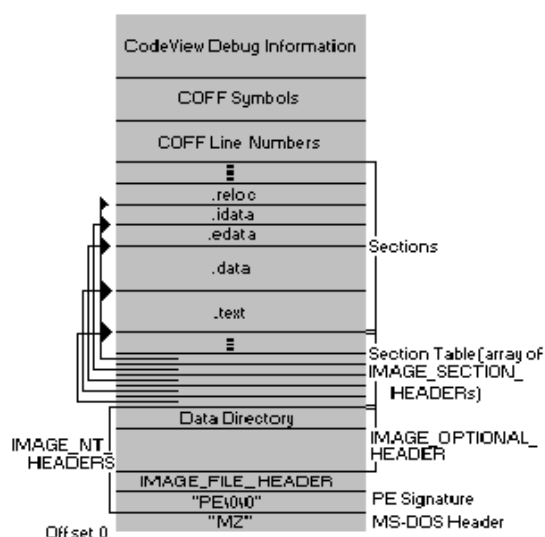 CodeView Debug Information
COFF Symbols
COFF Line Numbers
.reloc
.idata
.edata
.data
.text
Sections
Section Table (array of
IMAGE_SECTION_
HEADERs)
Data Directory
IMAGE_NT_
HEADERS
IMAGE_OPTIONAL_
HEADER
IMAGE_FILE_HEADER
"PE\0\0"
PE Signature
"MZ"
MS-DOS Header
Offset 0